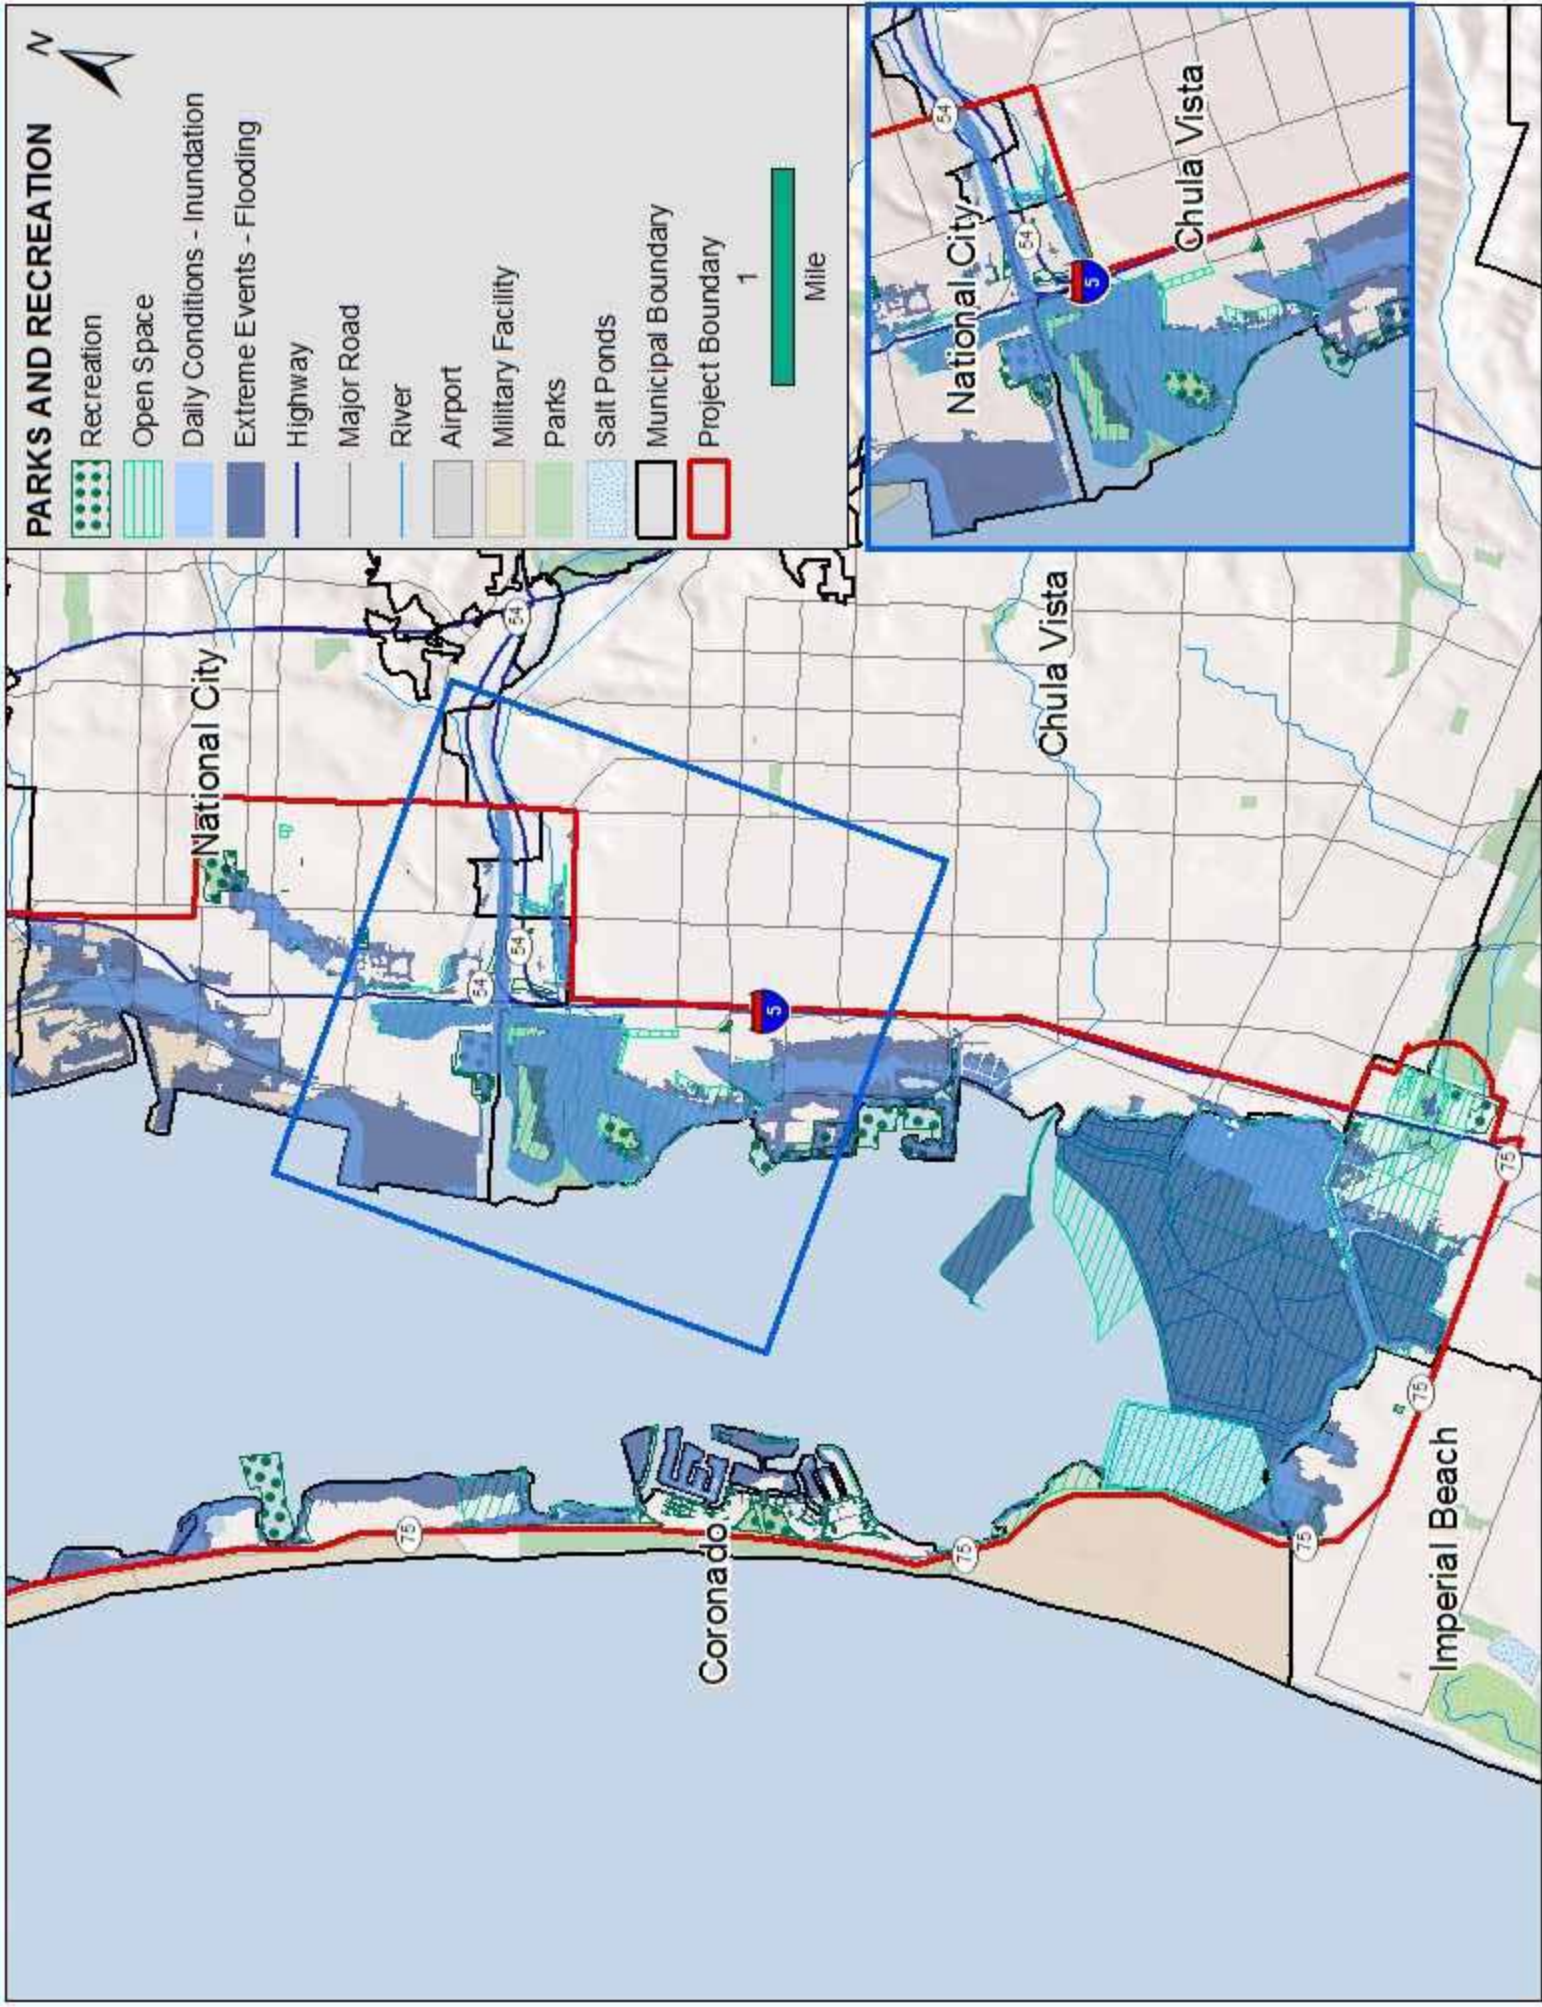 PARKS AND RECREATION
N
Recreation
Open Space
Daily Conditions - Inundation
Extreme Events - Flooding
Highway
Major Road
River
Airport
Military Facility
Parks
Salt Ponds
Municipal Boundary
Project Boundary
1
Mile
National City
54
54
54
5
Chula Vista
75
75
75
75
75
Coronado
Imperial Beach
National City
54
54
5
Chula Vista